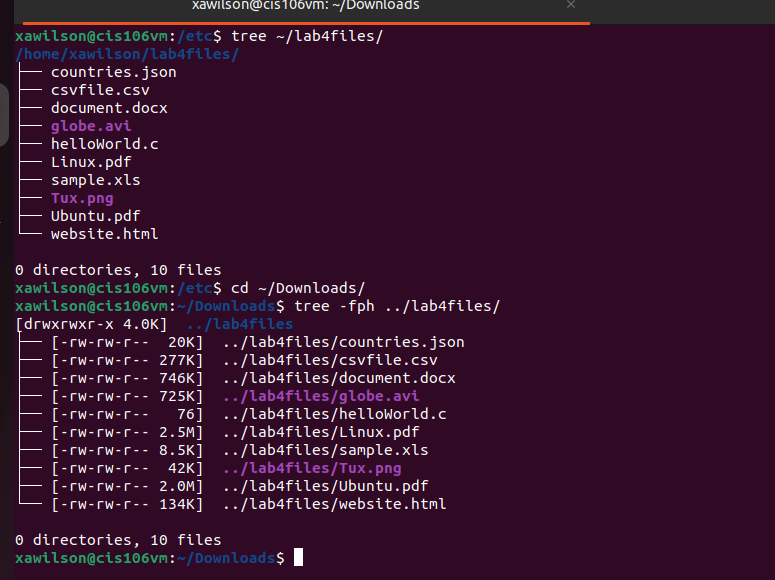 xawilson@cis106vm: ~/Downloads ×
xawilson@cis106vm:/etc$ tree ~/lab4files/
/home/xawilson/lab4files/
├── countries.json
├── csvfile.csv
├── document.docx
├── globe.avi
├── helloWorld.c
├── Linux.pdf
├── sample.xls
├── Tux.png
├── Ubuntu.pdf
└── website.html
0 directories, 10 files
xawilson@cis106vm:/etc$ cd ~/Downloads/
xawilson@cis106vm:~/Downloads$ tree -fph ../lab4files/
[drwxrwxr-x 4.0K]  ../lab4files
├── [-rw-rw-r--  20K]  ../lab4files/countries.json
├── [-rw-rw-r-- 277K]  ../lab4files/csvfile.csv
├── [-rw-rw-r-- 746K]  ../lab4files/document.docx
├── [-rw-rw-r-- 725K]  ../lab4files/globe.avi
├── [-rw-rw-r--   76]  ../lab4files/helloWorld.c
├── [-rw-rw-r-- 2.5M]  ../lab4files/Linux.pdf
├── [-rw-rw-r-- 8.5K]  ../lab4files/sample.xls
├── [-rw-rw-r--  42K]  ../lab4files/Tux.png
├── [-rw-rw-r-- 2.0M]  ../lab4files/Ubuntu.pdf
└── [-rw-rw-r-- 134K]  ../lab4files/website.html
0 directories, 10 files
xawilson@cis106vm:~/Downloads$